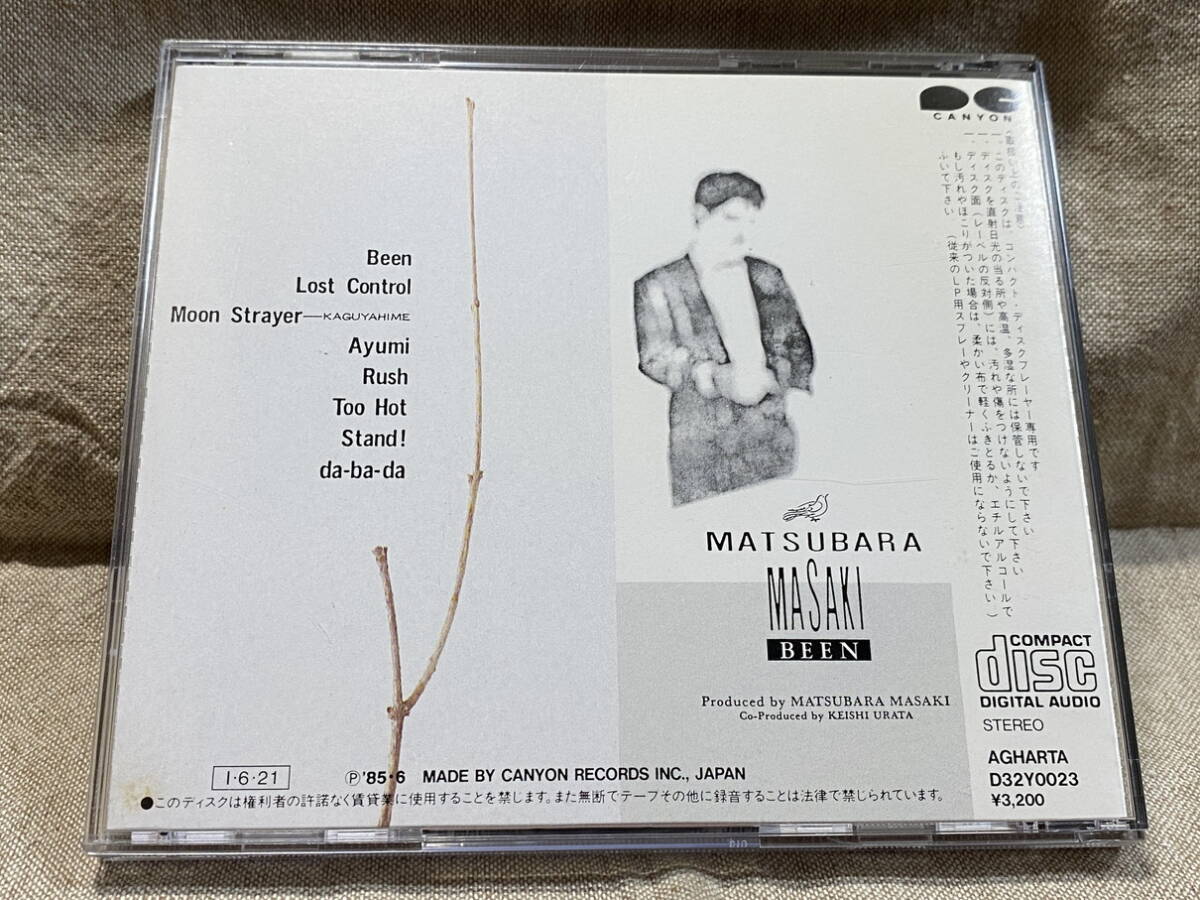 Been
Lost Control
Moon Strayer—KAGUYAHIME
Ayumi
Rush
Too Hot
Stand!
da-ba-da
CANYON
《取扱い上のご注意》
一、このディスクは、コンパクト・ディスクプレーヤー専用です
一、ディスクを直射日光の当る所や高温、多湿な所には保管しないで下さい
一、ディスク面（レーベルの反対側）には、汚れや傷をつけないようにして下さい
もし汚れやほこりがついた場合は、柔かい布で軽くふきとるか、エチルアルコールで
ふいて下さい （従来のLP用スプレーやクリーナーはご使用にならないで下さい）
MATSUBARA
MASAKI
BEEN
Produced by MATSUBARA MASAKI
Co-Produced by KEISHI URATA
COMPACT
disc
DIGITAL AUDIO
STEREO
AGHARTA
D32Y0023
¥3,200
I·6·21
Ⓟ'85·6 MADE BY CANYON RECORDS INC., JAPAN
●このディスクは権利者の許諾なく賃貸業に使用することを禁じます。また無断でテープその他に録音することは法律で禁じられています。